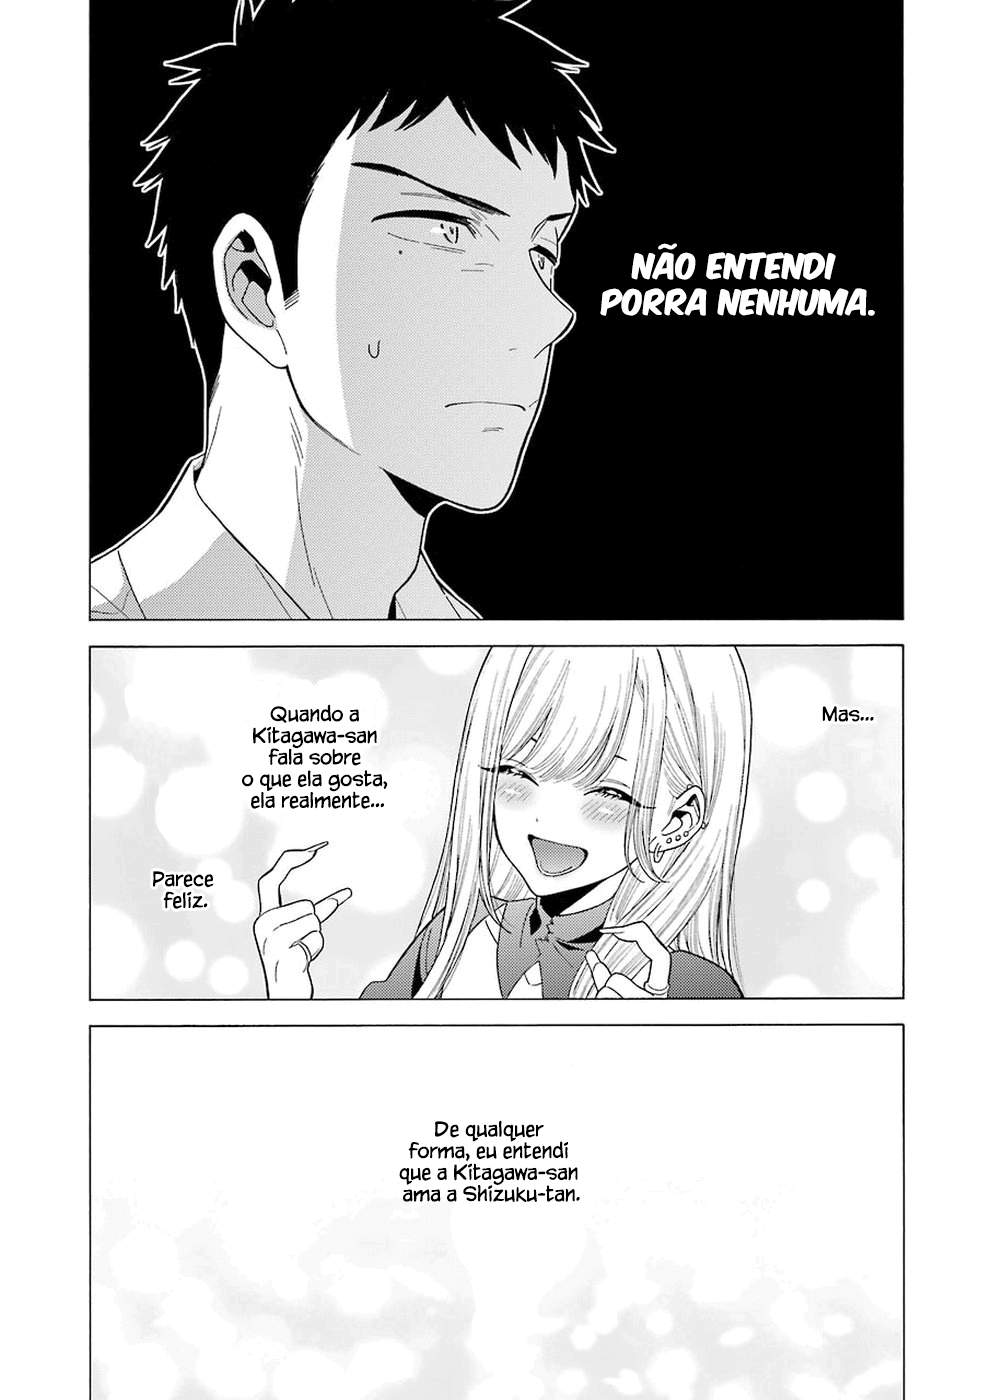 NÃO ENTENDI
PORRA NENHUMA.
Mas...
Quando a
Kitagawa-san
fala sobre
o que ela gosta,
ela realmente...
Parece
feliz.
De qualquer
forma, eu entendi
que a Kitagawa-san
ama a Shizuku-tan.